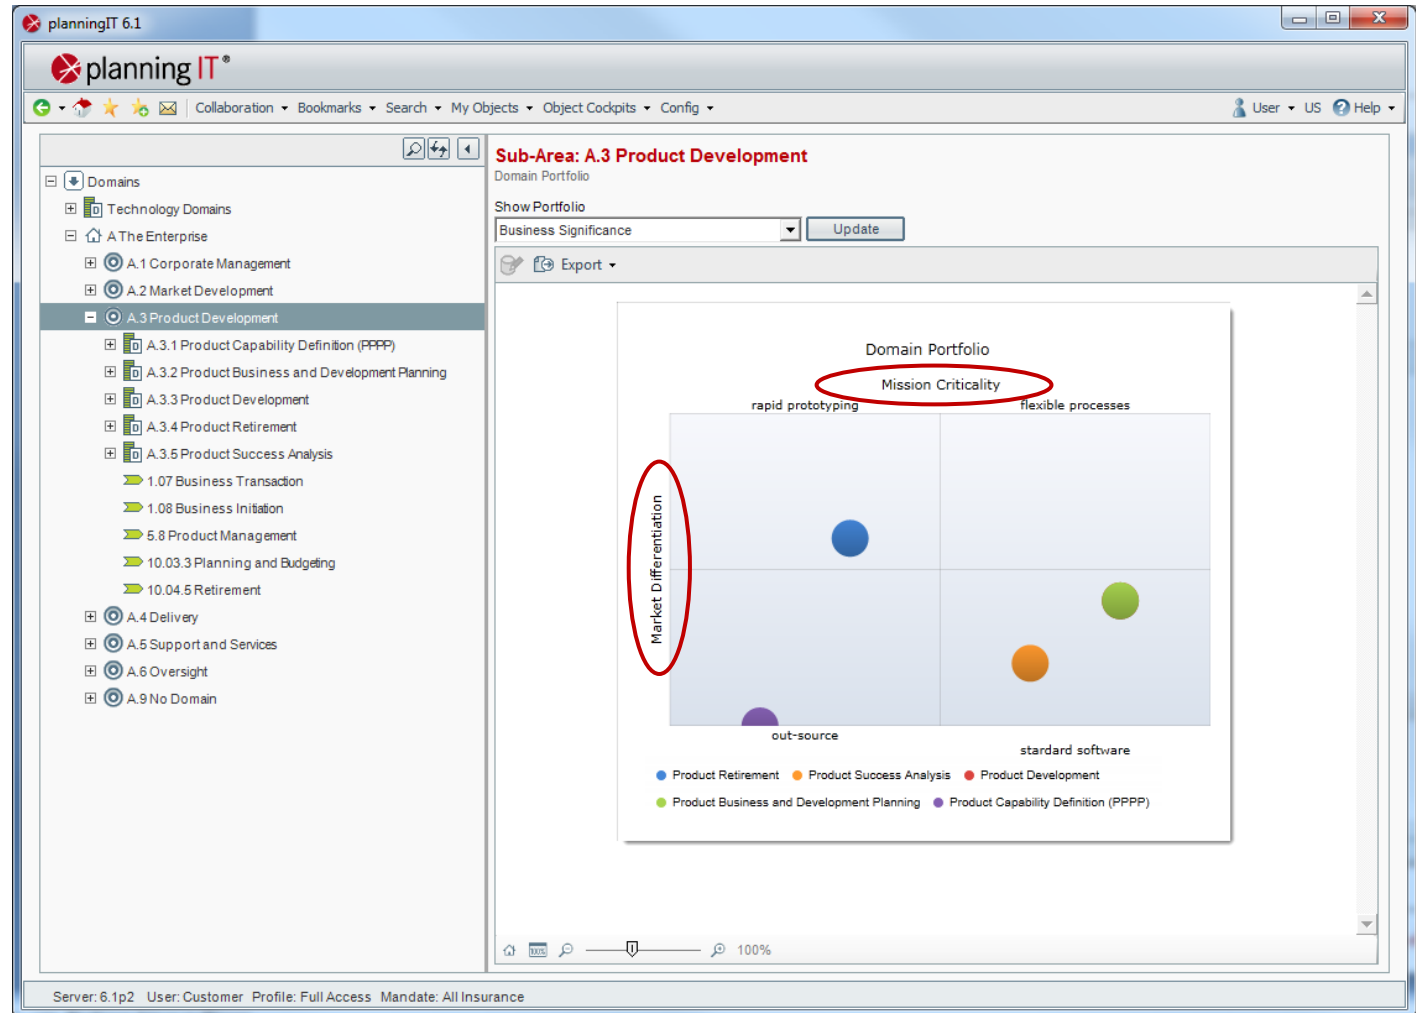 planningIT 6.1
planning IT®
Collaboration Bookmarks Search My Objects Object Cockpits Config User US Help
Domains
Technology Domains
A The Enterprise
A.1 Corporate Management
A.2 Market Development
A.3 Product Development
A.3.1 Product Capability Definition (PPPP)
A.3.2 Product Business and Development Planning
A.3.3 Product Development
A.3.4 Product Retirement
A.3.5 Product Success Analysis
1.07 Business Transaction
1.08 Business Initiation
5.8 Product Management
10.03.3 Planning and Budgeting
10.04.5 Retirement
A.4 Delivery
A.5 Support and Services
A.6 Oversight
A.9 No Domain
Sub-Area: A.3 Product Development
Domain Portfolio
Show Portfolio
Business Significance Update
Export
Domain Portfolio
Mission Criticality
rapid prototyping flexible processes
Market Differentiation
out-source
stardard software
Product Retirement Product Success Analysis Product Development
Product Business and Development Planning Product Capability Definition (PPPP)
100% 100%
Server: 6.1p2 User: Customer Profile: Full Access Mandate: All Insurance